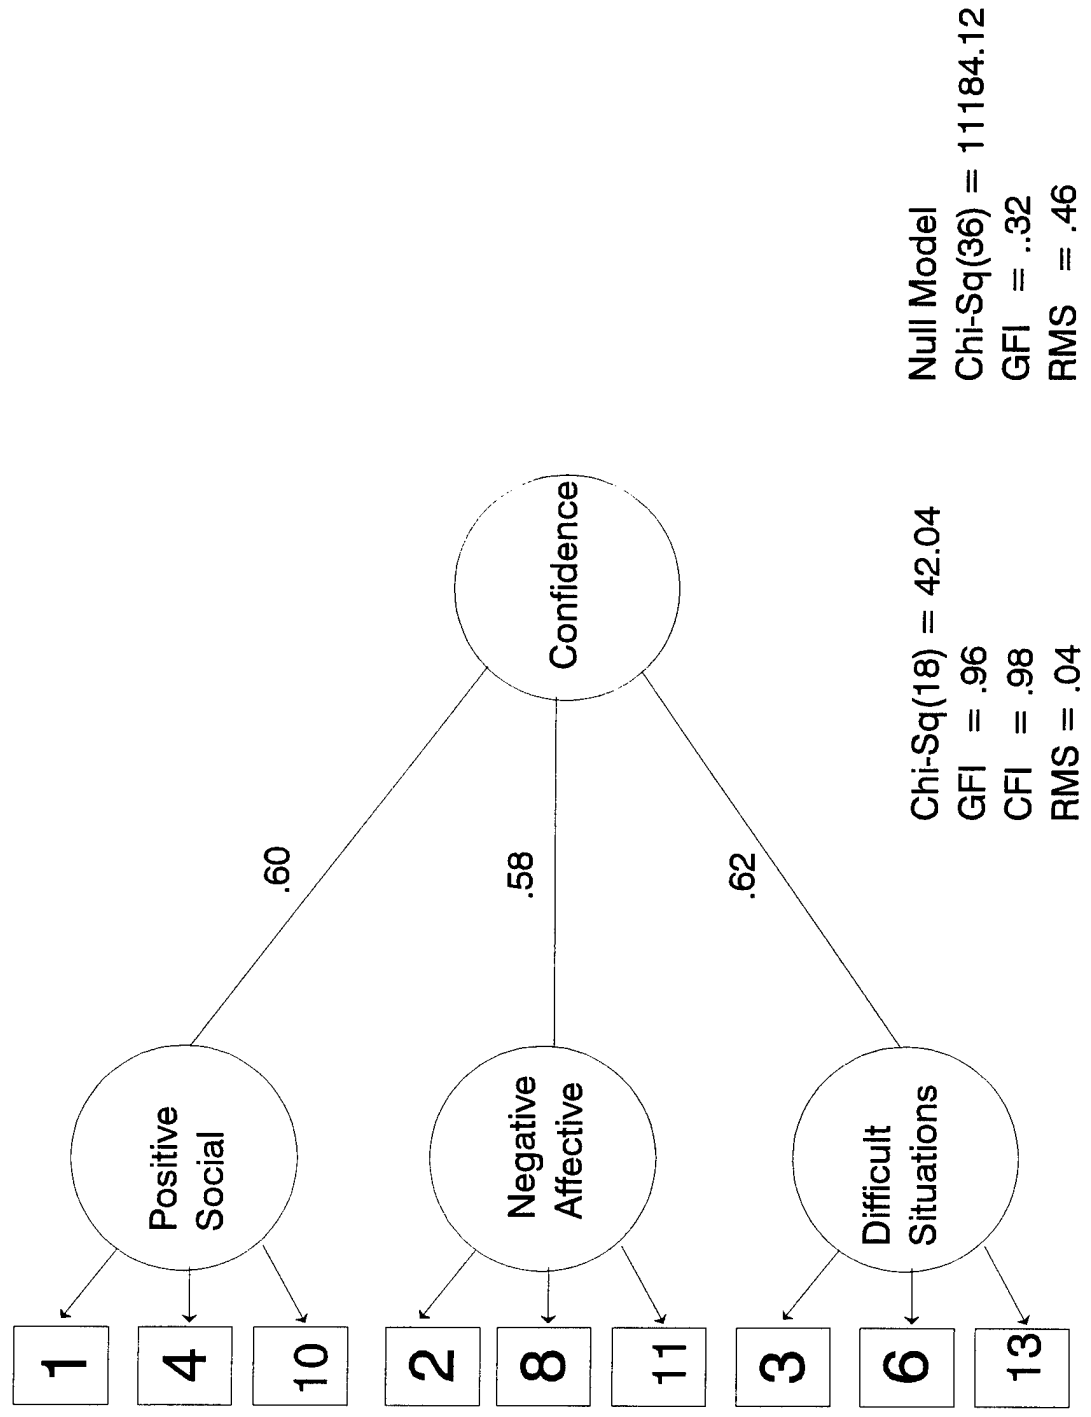 1
4
10
2
8
11
3
6
13
Positive
Social
Negative
Affective
Difficult
Situations
.60
.58
.62
Confidence
Chi-Sq(18) = 42.04
GFI = .96
CFI = .98
RMS = .04
Null Model
Chi-Sq(36) = 11184.12
GFI = ..32
RMS = .46